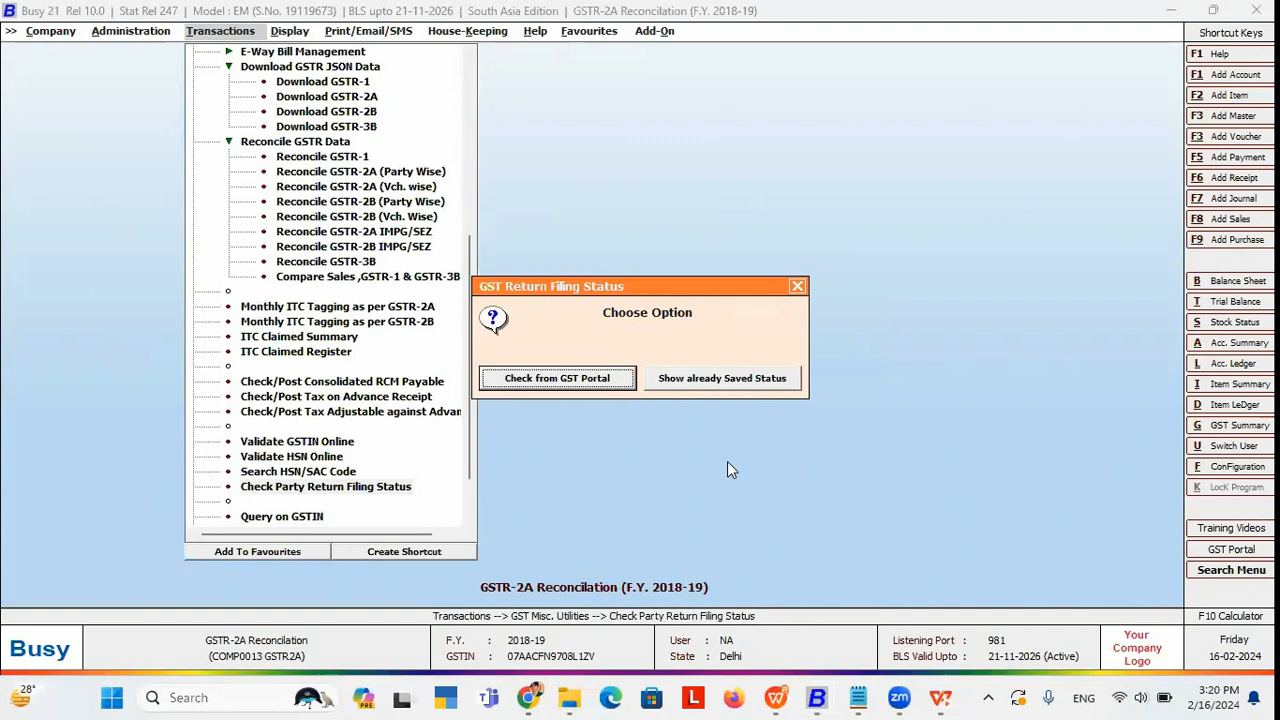 Busy 21 Rel 10.0 | Stat Rel 247 | Model : EM (S.No. 19119673) | BLS upto 21-11-2026 | South Asia Edition | GSTR-2A Reconciliation (F.Y. 2018-19)
>> Company Administration Transactions Display Print/Email/SMS House-Keeping Help Favourites Add-On
Shortcut Keys
E-Way Bill Management
Download GSTR JSON Data
Download GSTR-1
Download GSTR-2A
Download GSTR-2B
Download GSTR-3B
Reconcile GSTR Data
Reconcile GSTR-1
Reconcile GSTR-2A (Party Wise)
Reconcile GSTR-2A (Vch. wise)
Reconcile GSTR-2B (Party Wise)
Reconcile GSTR-2B (Vch. Wise)
Reconcile GSTR-2A IMPG/SEZ
Reconcile GSTR-2B IMPG/SEZ
Reconcile GSTR-3B
Compare Sales ,GSTR-1 & GSTR-3B
Monthly ITC Tagging as per GSTR-2A
Monthly ITC Tagging as per GSTR-2B
ITC Claimed Summary
ITC Claimed Register
Check/Post Consolidated RCM Payable
Check/Post Tax on Advance Receipt
Check/Post Tax Adjustable against Advan
Validate GSTIN Online
Validate HSN Online
Search HSN/SAC Code
Check Party Return Filing Status
Query on GSTIN
Add To Favourites Create Shortcut
GST Return Filing Status
?
Choose Option
Check from GST Portal Show already Saved Status
F1 Help
F1 Add Account
F2 Add Item
F3 Add Master
F3 Add Voucher
F5 Add Payment
F6 Add Receipt
F7 Add Journal
F8 Add Sales
F9 Add Purchase
B Balance Sheet
T Trial Balance
S Stock Status
A Acc. Summary
L Acc. Ledger
I Item Summary
D Item LeDger
G GST Summary
U Switch User
F ConFiguration
K LocK Program
Training Videos
GST Portal
Search Menu
GSTR-2A Reconciliation (F.Y. 2018-19)
Transactions --> GST Misc. Utilities --> Check Party Return Filing Status
F10 Calculator
Busy
GSTR-2A Reconciliation
(COMP0013 GSTR2A)
F.Y. : 2018-19
GSTIN : 07AACFN9708L1ZV
User : NA
State : Delhi
Listening Port : 981
BLS Valid Upto : 21-11-2026 (Active)
Your
Company
Logo
Friday
16-02-2024
28°
Search
PRE
ENG
3:20 PM
2/16/2024